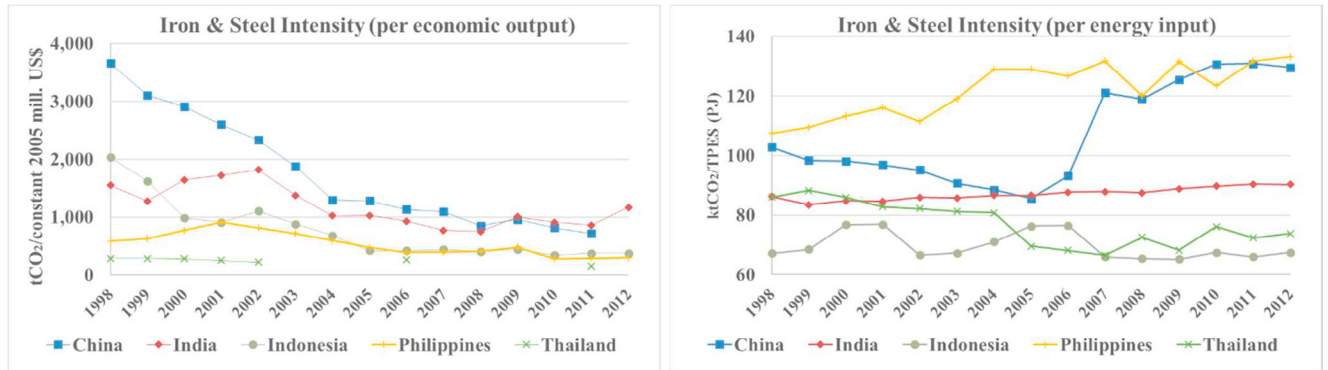 Iron & Steel Intensity (per economic output)
tCO2/constant 2005 mill. US$
4,000
3,000
2,000
1,000
0
1998 1999 2000 2001 2002 2003 2004 2005 2006 2007 2008 2009 2010 2011 2012
China India Indonesia Philippines Thailand
Iron & Steel Intensity (per energy input)
ktCO2/TPES (PJ)
140
120
100
80
60
1998 1999 2000 2001 2002 2003 2004 2005 2006 2007 2008 2009 2010 2011 2012
China India Indonesia Philippines Thailand